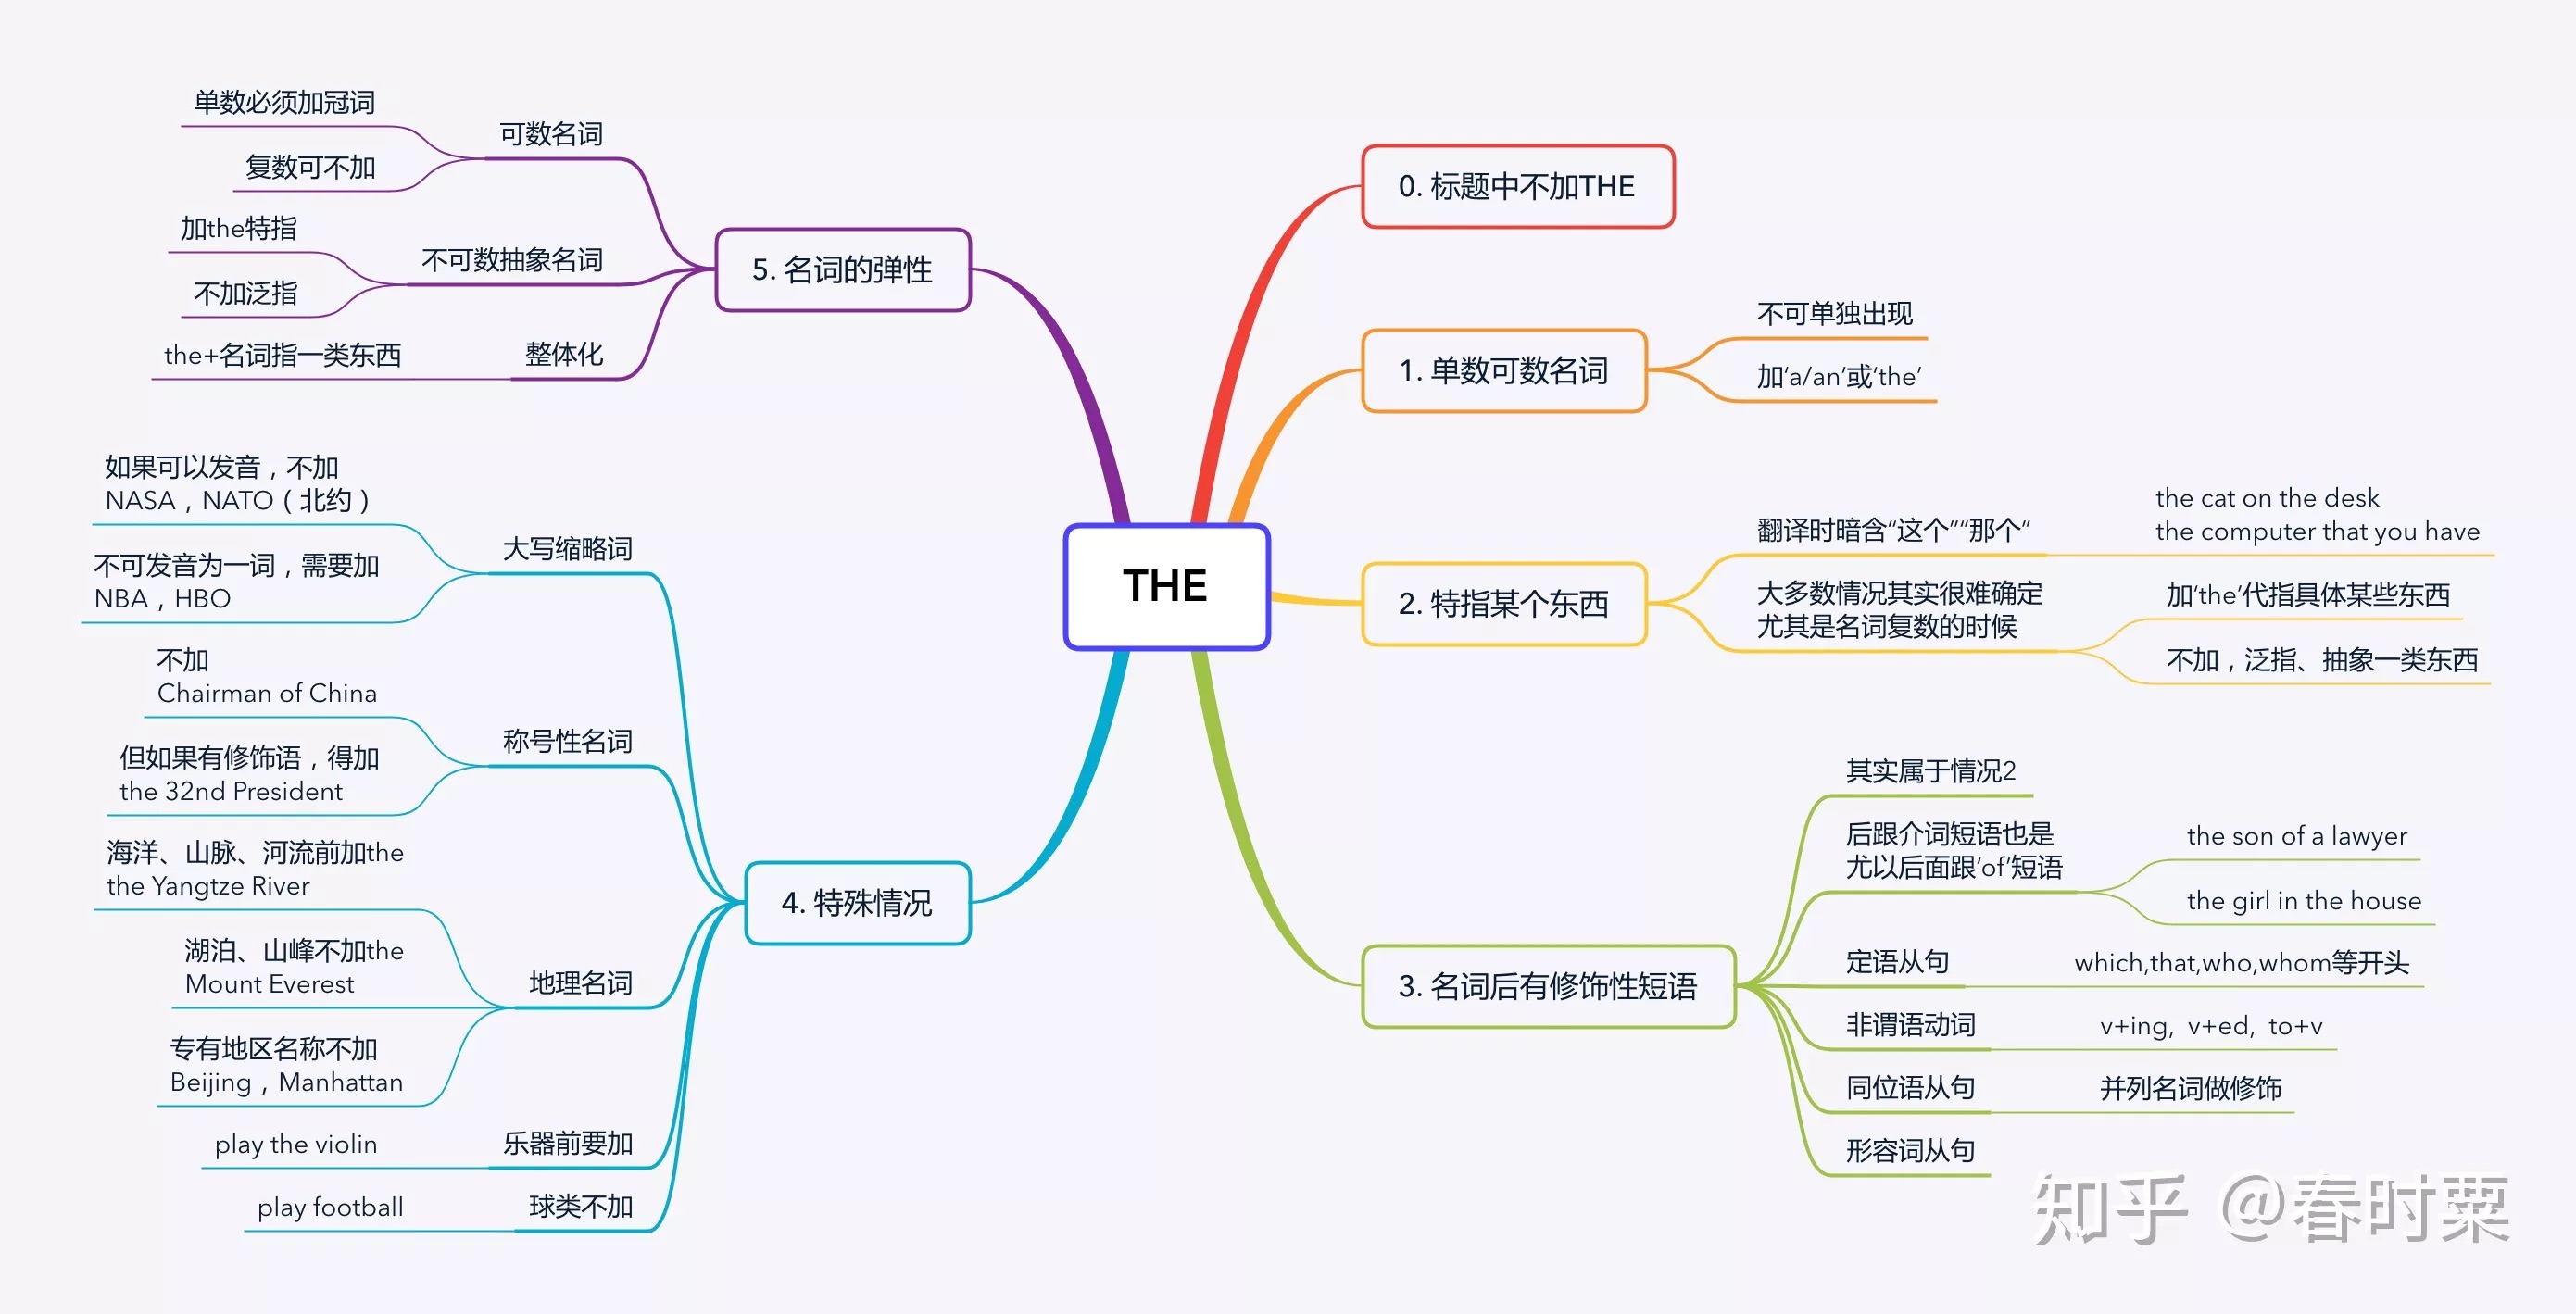 THE
0. 标题中不加THE
1. 单数可数名词
不可单独出现
加‘a/an’或‘the’
2. 特指某个东西
翻译时暗含“这个”“那个”
the cat on the desk
the computer that you have
大多数情况其实很难确定
尤其是名词复数的时候
加‘the’代指具体某些东西
不加，泛指、抽象一类东西
3. 名词后有修饰性短语
其实属于情况2
后跟介词短语也是
尤以后面跟‘of’短语
the son of a lawyer
the girl in the house
定语从句
which,that,who,whom等开头
非谓语动词
v+ing, v+ed, to+v
同位语从句
并列名词做修饰
形容词从句
4. 特殊情况
大写缩略词
如果可以发音，不加
NASA，NATO（北约）
不可发音为一词，需要加
NBA，HBO
称号性名词
不加
Chairman of China
但如果有修饰语，得加
the 32nd President
地理名词
海洋、山脉、河流前加the
the Yangtze River
湖泊、山峰不加the
Mount Everest
专有地区名称不加
Beijing，Manhattan
乐器前要加
play the violin
球类不加
play football
5. 名词的弹性
可数名词
单数必须加冠词
复数可不加
不可数抽象名词
加the特指
不加泛指
整体化
the+名词指一类东西
知乎 @春时粟